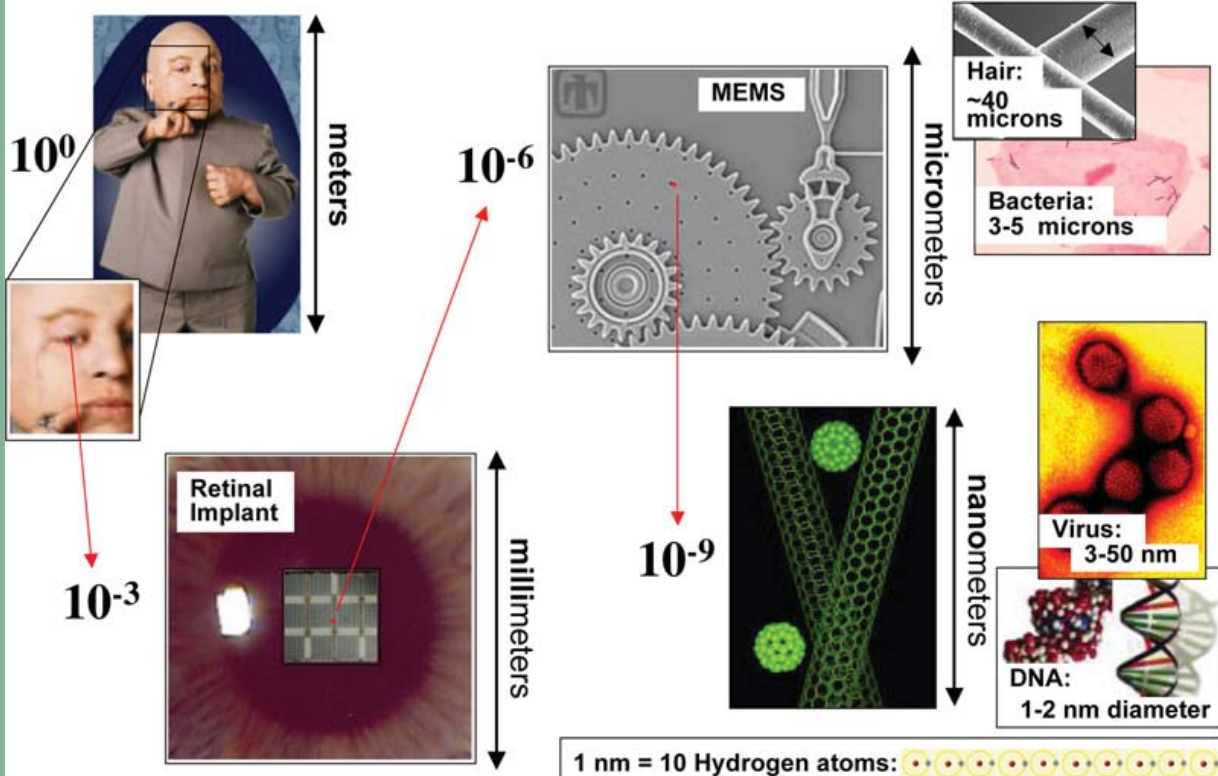 10⁰
meters
10⁻³
Retinal
Implant
millimeters
10⁻⁶
MEMS
micrometers
Hair:
~40
microns
Bacteria:
3-5 microns
10⁻⁹
nanometers
Virus:
3-50 nm
DNA:
1-2 nm diameter
1 nm = 10 Hydrogen atoms: